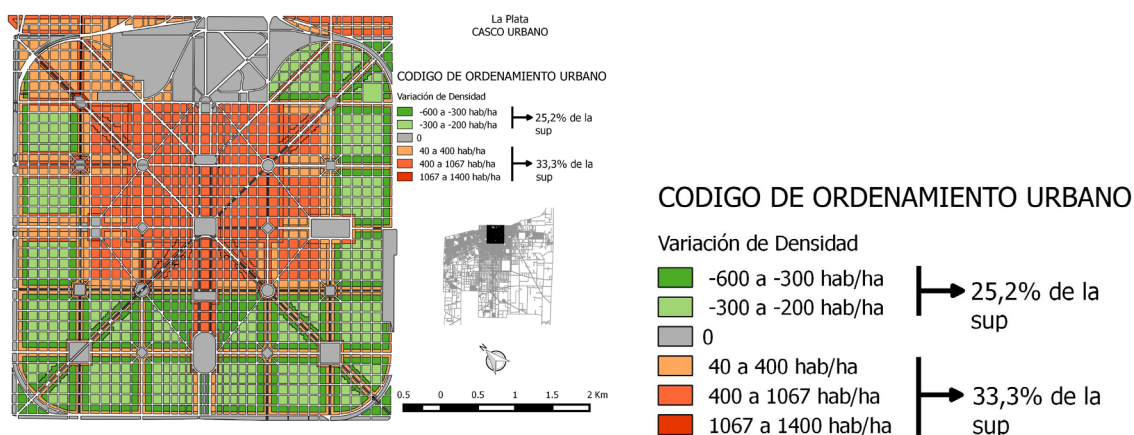 La Plata
CASCO URBANO
CODIGO DE ORDENAMIENTO URBANO
Variación de Densidad
-600 a -300 hab/ha
-300 a -200 hab/ha
25,2% de la
sup
0
40 a 400 hab/ha
400 a 1067 hab/ha
1067 a 1400 hab/ha
33,3% de la
sup
0.5 0 0.5 1 1.5 2 Km
CODIGO DE ORDENAMIENTO URBANO
Variación de Densidad
-600 a -300 hab/ha
-300 a -200 hab/ha
25,2% de la
sup
0
40 a 400 hab/ha
400 a 1067 hab/ha
1067 a 1400 hab/ha
33,3% de la
sup